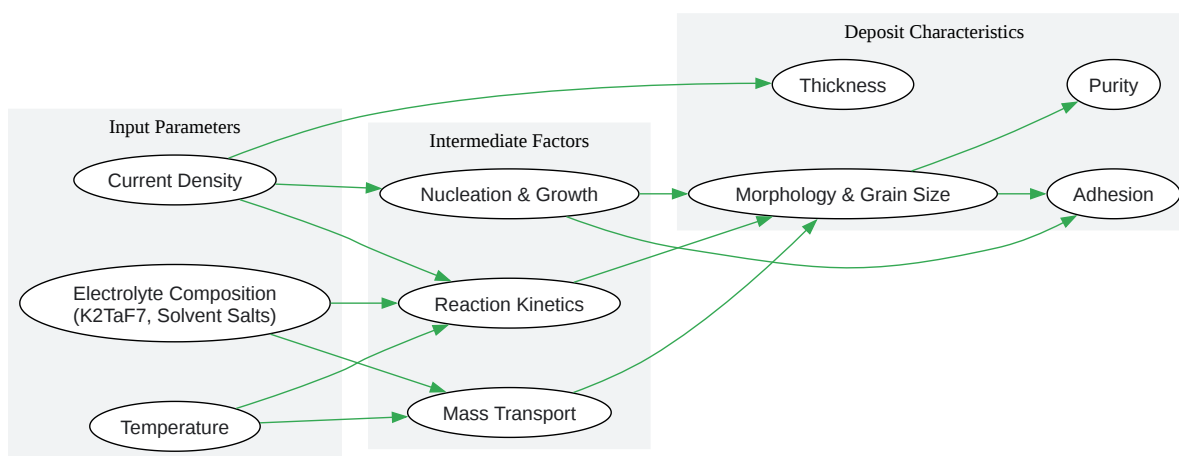 Deposit Characteristics
Thickness
Purity
Input Parameters
Intermediate Factors
Current Density
Nucleation & Growth
Morphology & Grain Size
Adhesion
Electrolyte Composition
(K2TaF7, Solvent Salts)
Reaction Kinetics
Temperature
Mass Transport